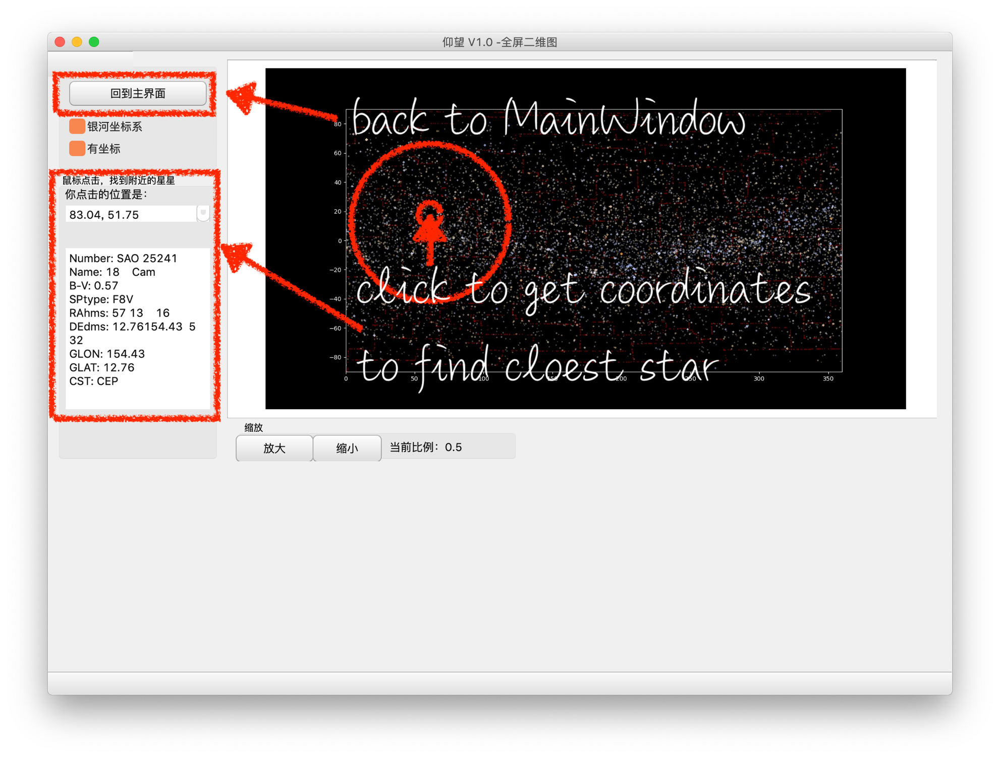 仰望 V1.0 -全屏二维图
回到主界面
银河坐标系
有坐标
鼠标点击，找到附近的星星
你点击的位置是：
83.04, 51.75
Number: SAO 25241
Name: 18    Cam
B-V: 0.57
SPtype: F8V
RAhms: 57 13    16
DEdms: 12.76154.43  5
32
GLON: 154.43
GLAT: 12.76
CST: CEP
back to MainWindow
click to get coordinates
to find cloest star
80
60
40
20
0
−20
−40
−60
−80
0 50 100 150 200 250 300 350
缩放
放大 缩小 当前比例：0.5